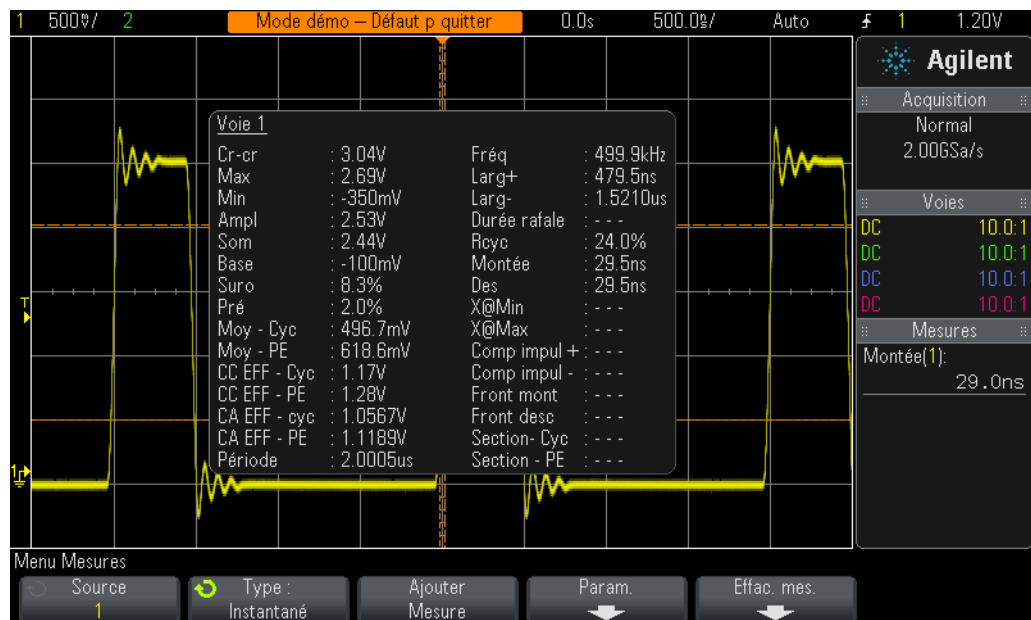 1 500♈/ 2 Mode démo – Défaut p quitter 0.0s 500.0♈/ Auto 1 1.20V
Agilent
Acquisition
Normal
2.00GSa/s
Voies
DC 10.0:1
DC 10.0:1
DC 10.0:1
DC 10.0:1
Mesures
Montée(1):
29.0ns
Voie 1
Cr-cr : 3.04V Fréq : 499.9kHz
Max : 2.69V Larg+ : 479.5ns
Min : -350mV Larg- : 1.5210us
Ampl : 2.53V Durée rafale : - - -
Som : 2.44V Rcyc : 24.0%
Base : -100mV Montée : 29.5ns
Suro : 8.3% Des : 29.5ns
Pré : 2.0% X@Min : - - -
Moy - Cyc : 496.7mV X@Max : - - -
Moy - PE : 618.6mV Comp impul + : - - -
CC EFF - Cyc : 1.17V Comp impul - : - - -
CC EFF - PE : 1.28V Front mont : - - -
CA EFF - cyc : 1.0567V Front desc : - - -
CA EFF - PE : 1.1189V Section- Cyc : - - -
Période : 2.0005us Section - PE : - - -
T
1
Menu Mesures
Source Type : Ajouter Param. Effac. mes.
1 Instantané Mesure